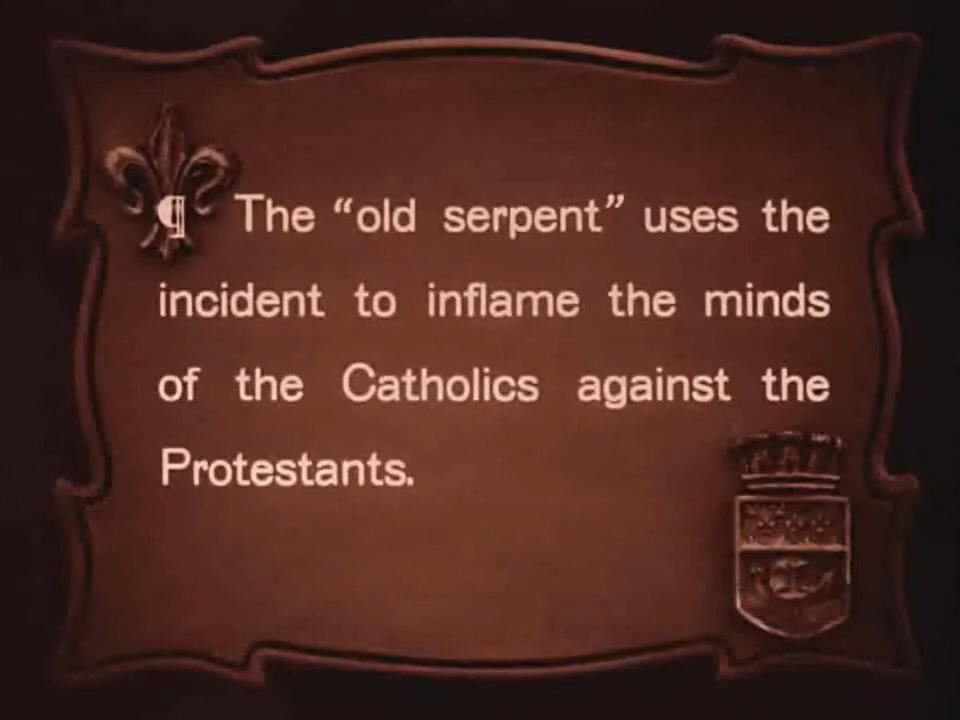 ¶ The “old serpent” uses the
incident to inflame the minds
of the Catholics against the
Protestants.